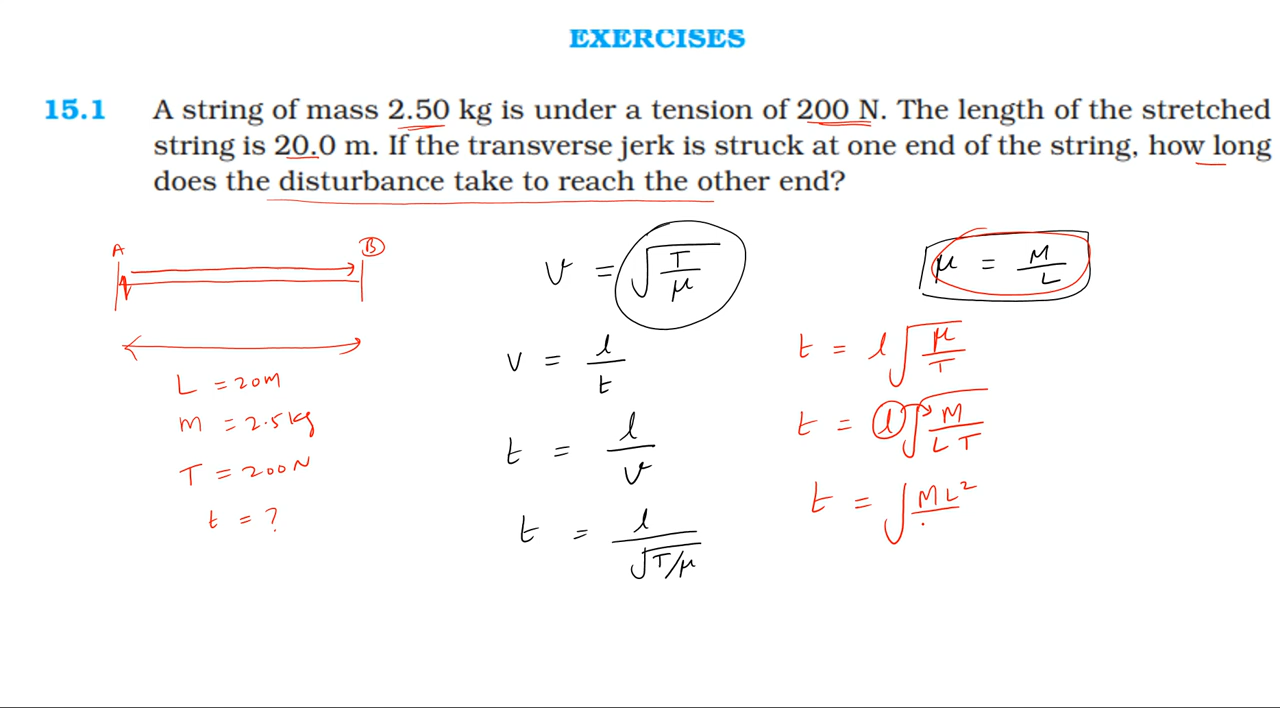 EXERCISES
15.1 A string of mass 2.50 kg is under a tension of 200 N. The length of the stretched
string is 20.0 m. If the transverse jerk is struck at one end of the string, how long
does the disturbance take to reach the other end?
A B
L = 20m
m = 2.5kg
T = 200N
t = ?
v = √T/μ
v = l/t
t = l/v
t = l/√T/μ
μ = M/L
t = l√μ/T
t = l√M/LT
t = √ML²